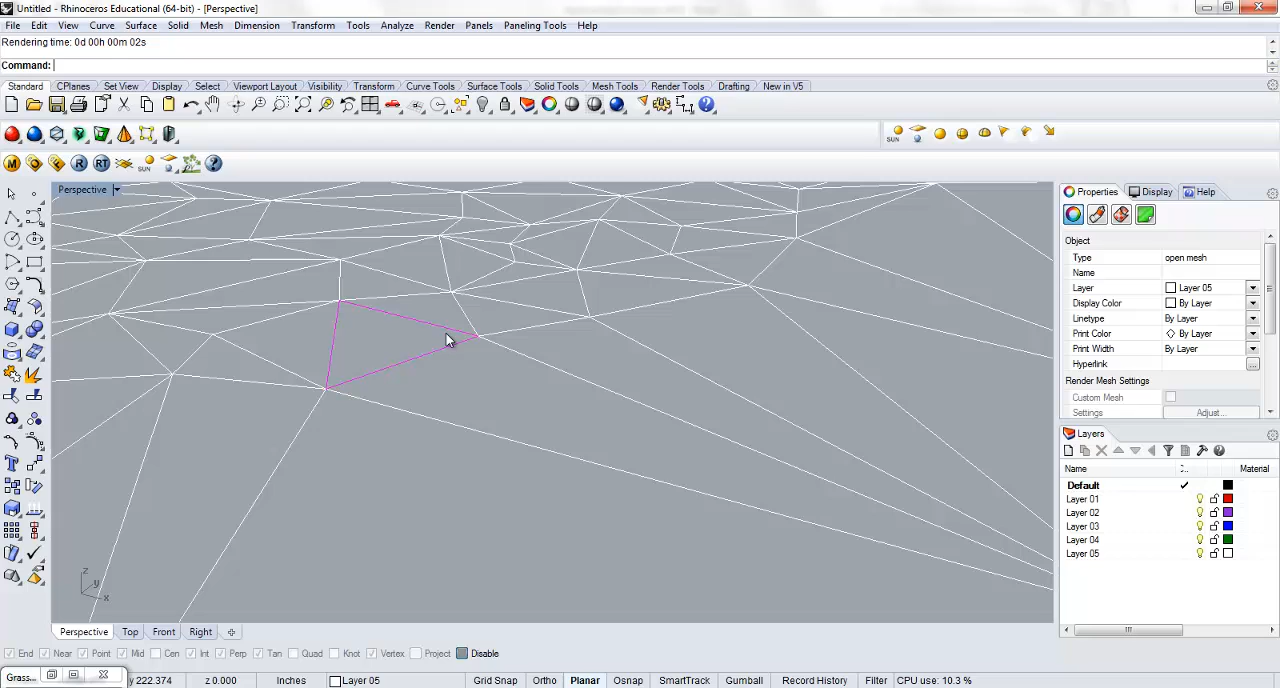 Untitled - Rhinoceros Educational (64-bit) - [Perspective]
File Edit View Curve Surface Solid Mesh Dimension Transform Tools Analyze Render Panels Paneling Tools Help
Rendering time: 0d 00h 00m 02s
Command:
Standard CPlanes Set View Display Select Viewport Layout Visibility Transform Curve Tools Surface Tools Solid Tools Mesh Tools Render Tools Drafting New in V5
SUN
M R RT SUN
Perspective
Properties Display Help
Object
Type open mesh
Name
Layer Layer 05
Display Color By Layer
Linetype By Layer
Print Color By Layer
Print Width By Layer
Hyperlink ...
Render Mesh Settings
Custom Mesh
Settings Adjust...
Layers
Name Material
Default
Layer 01
Layer 02
Layer 03
Layer 04
Layer 05
z
y
x
Perspective Top Front Right
End Near Point Mid Cen Int Perp Tan Quad Knot Vertex Project Disable
Grass... y 222.374 z 0.000 Inches Layer 05 Grid Snap Ortho Planar Osnap SmartTrack Gumball Record History Filter CPU use: 10.3 %